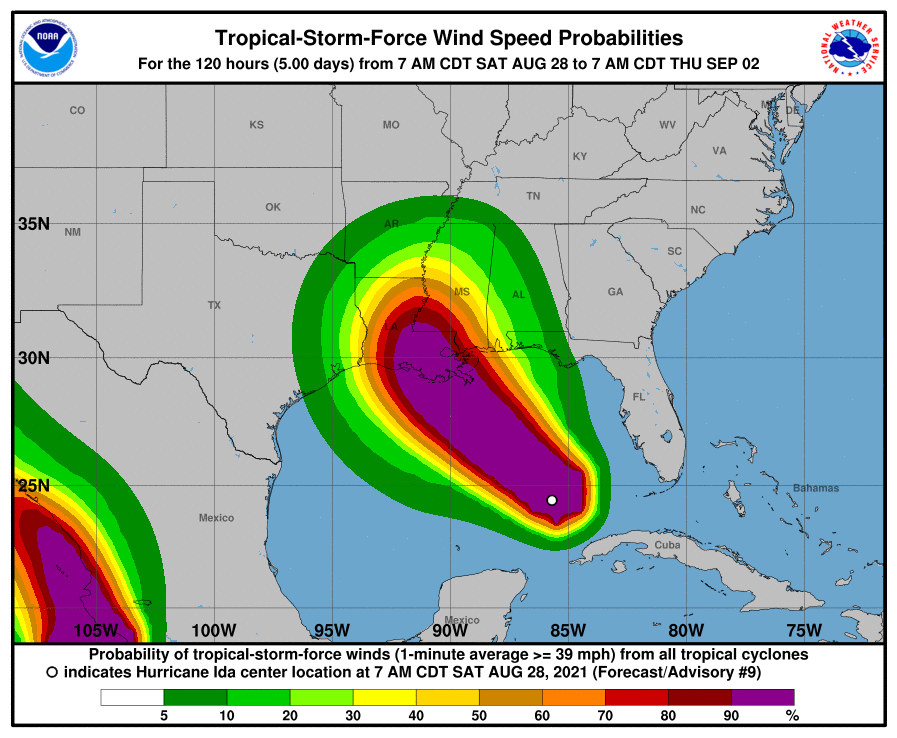 Tropical-Storm-Force Wind Speed Probabilities
For the 120 hours (5.00 days) from 7 AM CDT SAT AUG 28 to 7 AM CDT THU SEP 02
NOAA
NATIONAL WEATHER SERVICE
CO
KS
MO
WV
DE
VA
KY
OK
TN
NC
35N
NM
AR
SC
TX
MS
AL
GA
LA
30N
FL
25N
Bahamas
Mexico
Cuba
Mexico
105W
100W
95W
90W
85W
80W
75W
Probability of tropical-storm-force winds (1-minute average >= 39 mph) from all tropical cyclones
indicates Hurricane Ida center location at 7 AM CDT SAT AUG 28, 2021 (Forecast/Advisory #9)
5 10 20 30 40 50 60 70 80 90 %